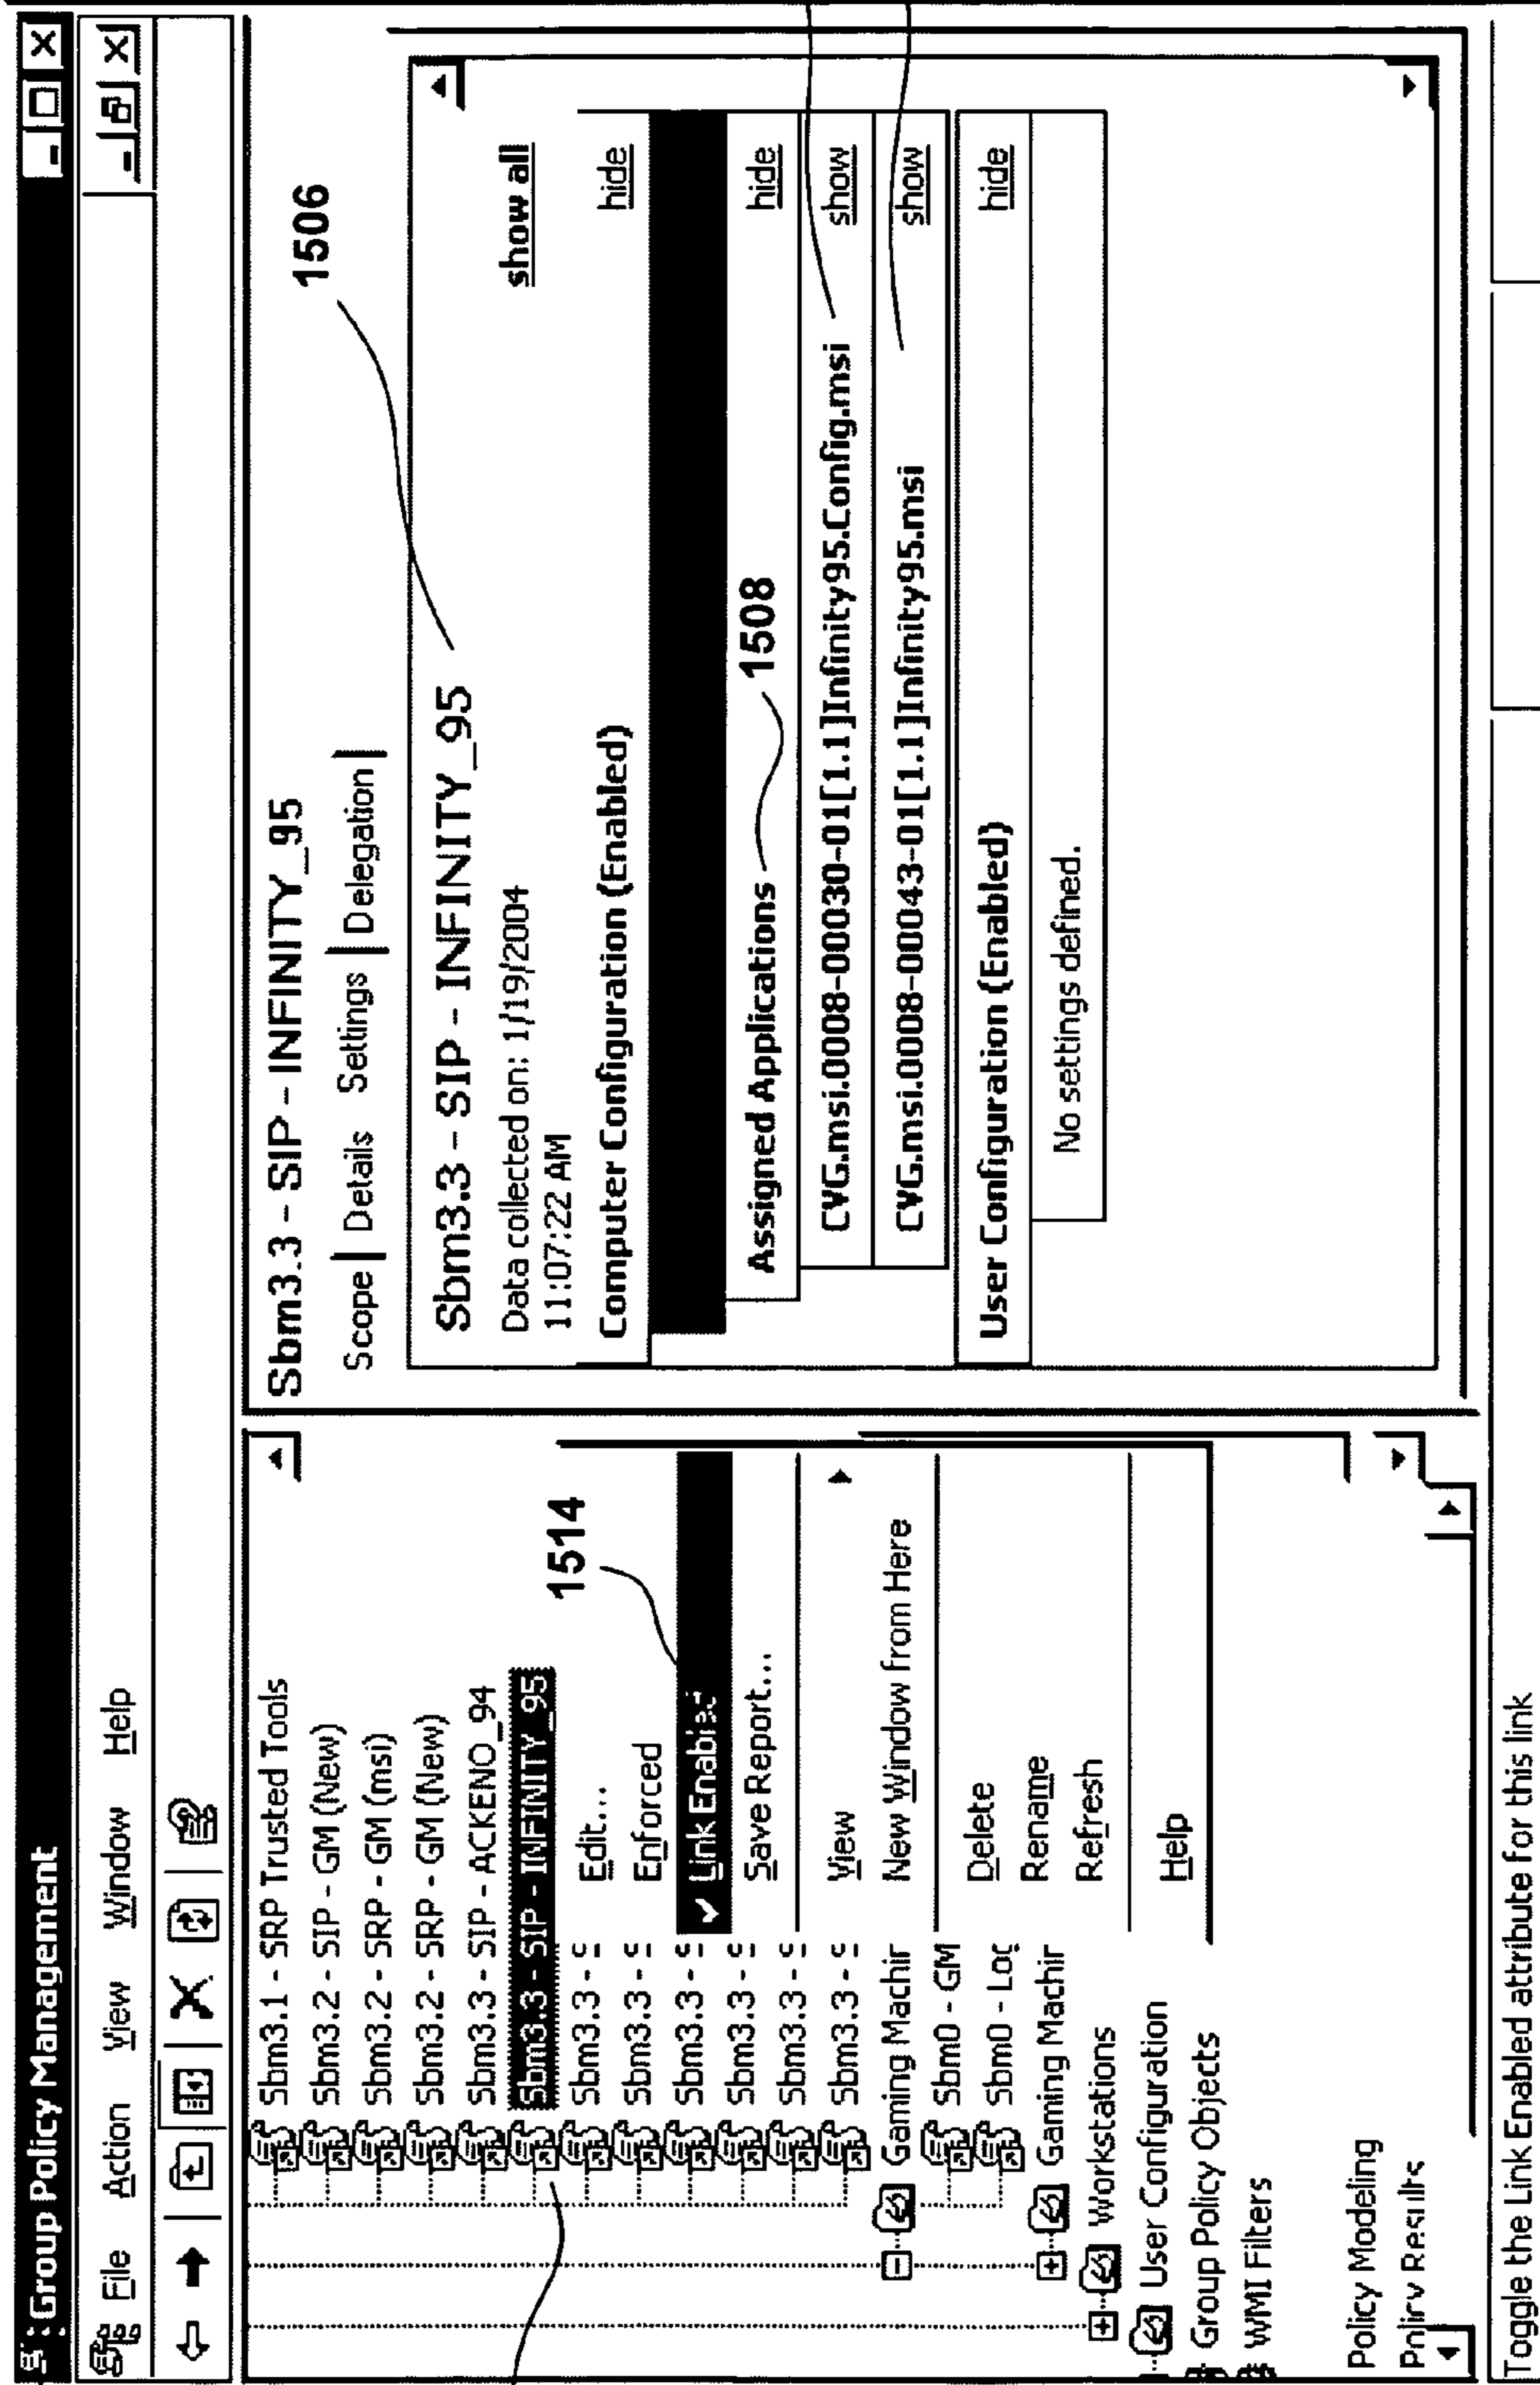 Group Policy Management
File Action View Window Help
Sbm3.1 - SRP Trusted Tools
Sbm3.2 - SIP - GM (New)
Sbm3.2 - SRP - GM (msi)
Sbm3.2 - SRP - GM (New)
Sbm3.3 - SIP - ACKENO_94
Sbm3.3 - SIP - INFINITY_95
Sbm3.3 -
Sbm3.3 -
Sbm3.3 -
Sbm3.3 -
Sbm3.3 -
Sbm3.3 -
Gaming Machir
Sbm0 - GM
Sbm0 - Log
Gaming Machir
Workstations
User Configuration
Group Policy Objects
WMI Filters
Policy Modeling
Policy Results
1514
Edit...
Enforced
✓ Link Enabled
Save Report...
View
New Window from Here
Delete
Rename
Refresh
Help
Sbm3.3 - SIP - INFINITY_95
Scope | Details Settings | Delegation |
1506
Sbm3.3 - SIP - INFINITY_95
Data collected on: 1/19/2004
11:07:22 AM
show all
Computer Configuration (Enabled) hide
Assigned Applications 1508 hide
CVG.msi.0008-00030-01[1.1]Infinity95.Config.msi show
CVG.msi.0008-00043-01[1.1]Infinity95.msi show
User Configuration (Enabled) hide
No settings defined.
Toggle the Link Enabled attribute for this link